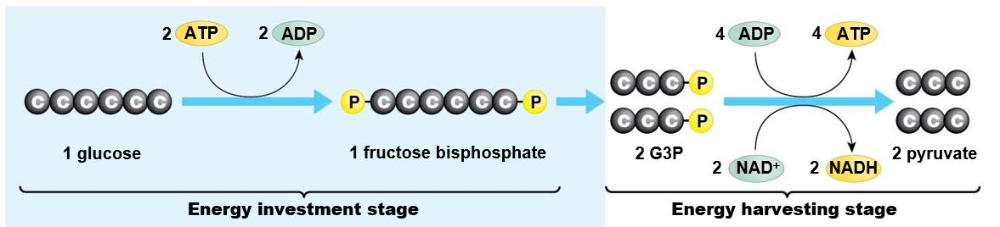 2 ATP 2 ADP
4 ADP 4 ATP
C C C C C C
P C C C C C C P
C C C P
C C C P
C C C
C C C
1 glucose
1 fructose bisphosphate
2 G3P
2 pyruvate
2 NAD⁺ 2 NADH
Energy investment stage
Energy harvesting stage